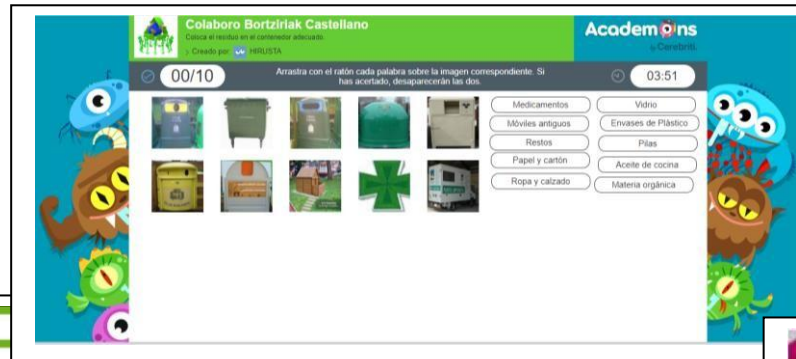 Colaboro Bortziriak Castellano
Coloca el residuo en el contenedor adecuado.
> Creado por HIRUSTA
Academons
by Cerebriti.
00/10
Arrastra con el ratón cada palabra sobre la imagen correspondiente. Si
has acertado, desaparecerán las dos.
03:51
Medicamentos
Vidrio
Móviles antiguos
Envases de Plástico
Restos
Pilas
Papel y cartón
Aceite de cocina
Ropa y calzado
Materia orgánica